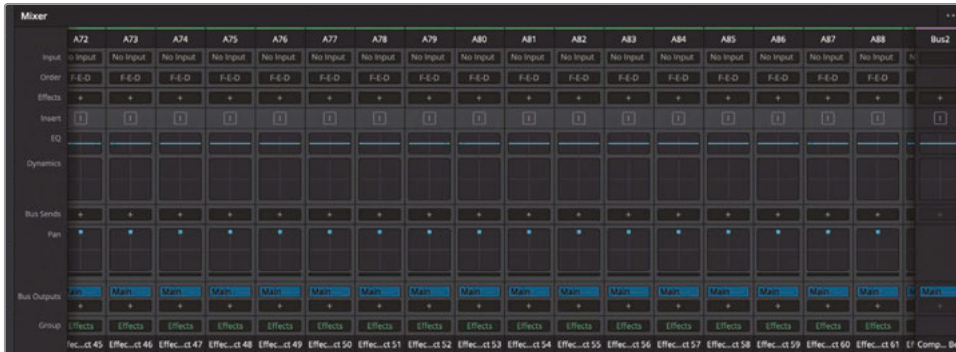 Mixer
A72 A73 A74 A75 A76 A77 A78 A79 A80 A81 A82 A83 A84 A85 A86 A87 A88 Bus2
Input o Input No Input No Input No Input No Input No Input No Input No Input No Input No Input No Input No Input No Input No Input No Input No Input No Input N
Order F-E-D F-E-D F-E-D F-E-D F-E-D F-E-D F-E-D F-E-D F-E-D F-E-D F-E-D F-E-D F-E-D F-E-D F-E-D F-E-D F-E-D
Effects + + + + + + + + + + + + + + + + + +
Insert I I I I I I I I I I I I I I I I I I
EQ
Dynamics
Bus Sends + + + + + + + + + + + + + + + + + +
Pan
Bus Outputs Main Main Main Main Main Main Main Main Main Main Main Main Main Main Main Main Main Main
+ + + + + + + + + + + + + + + + + +
Group Effects Effects Effects Effects Effects Effects Effects Effects Effects Effects Effects Effects Effects Effects Effects Effects Effects
fec...ct 45 Effec...ct 46 Effec...ct 47 Effec...ct 48 Effec...ct 49 Effec...ct 50 Effec...ct 51 Effec...ct 52 Effec...ct 53 Effec...ct 54 Effec...ct 55 Effec...ct 56 Effec...ct 57 Effec...ct 58 Effec...ct 59 Effec...ct 60 Effec...ct 61 Ef Comp... Be